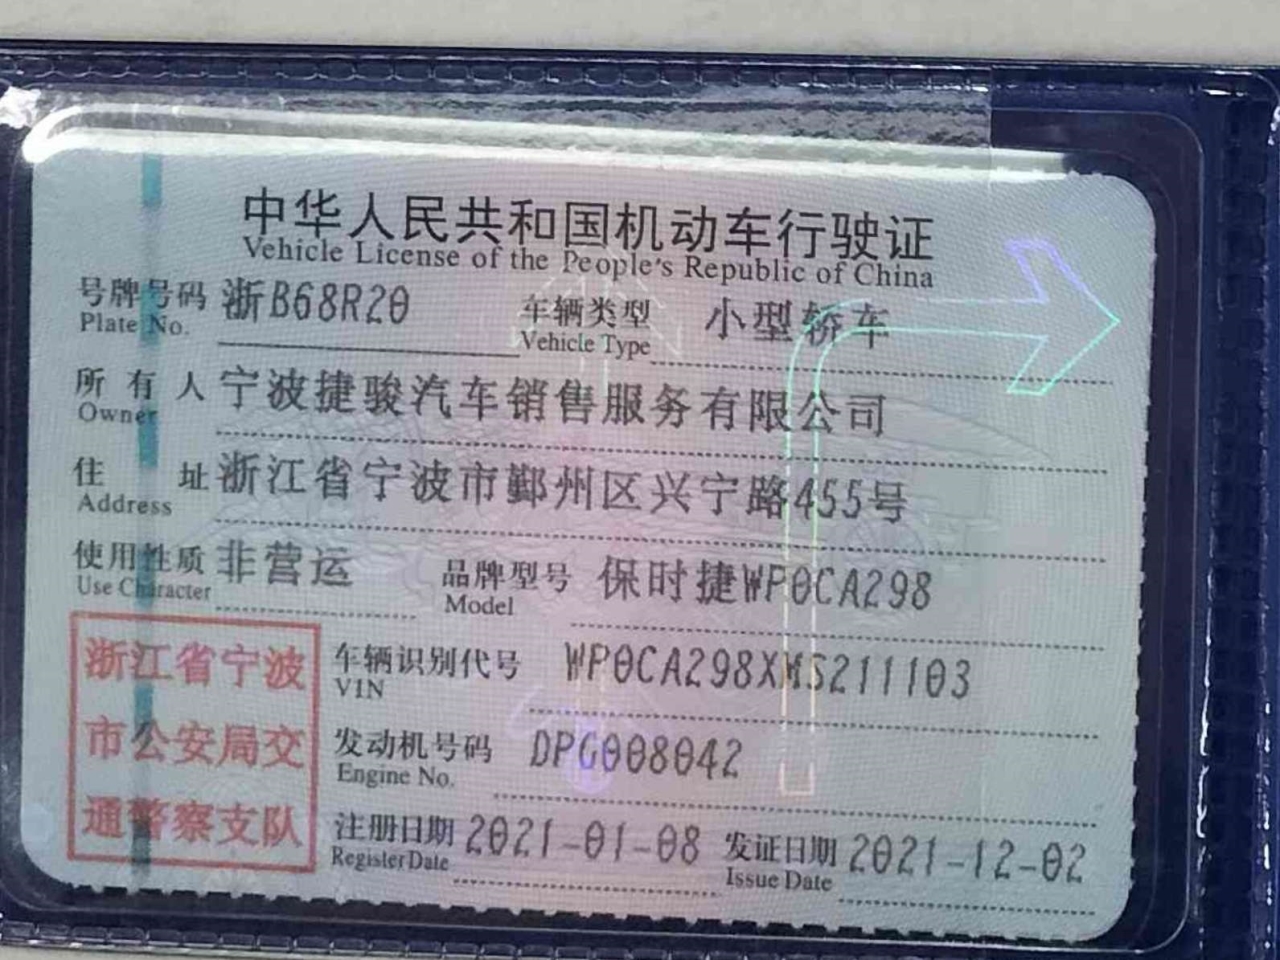 中华人民共和国机动车行驶证
Vehicle License of the People's Republic of China
号牌号码 浙B68R20 车辆类型 小型轿车
Plate No. Vehicle Type
所有人 宁波捷骏汽车销售服务有限公司
Owner
住址 浙江省宁波市鄞州区兴宁路455号
Address
使用性质 非营运 品牌型号 保时捷WP0CA298
Use Character Model
浙江省宁波
市公安局交
通警察支队
车辆识别代号 WP0CA298XMS211103
VIN
发动机号码 DPG008042
Engine No.
注册日期 2021-01-08 发证日期 2021-12-02
Register Date Issue Date